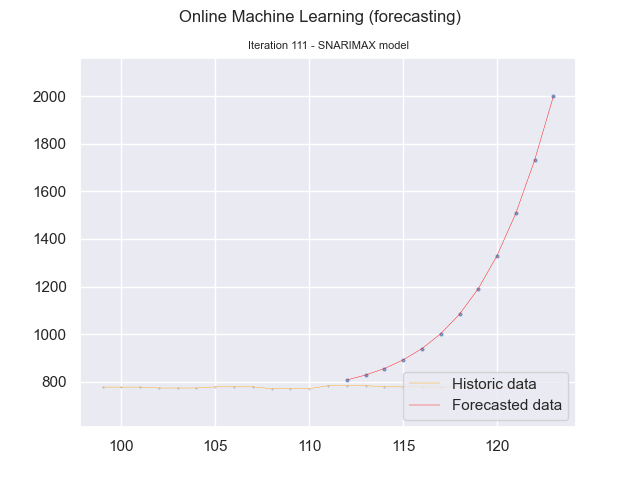 Online Machine Learning (forecasting)
Iteration 111 - SNARIMAX model
2000
1800
1600
1400
1200
1000
800
Historic data
Forecasted data
100 105 110 115 120